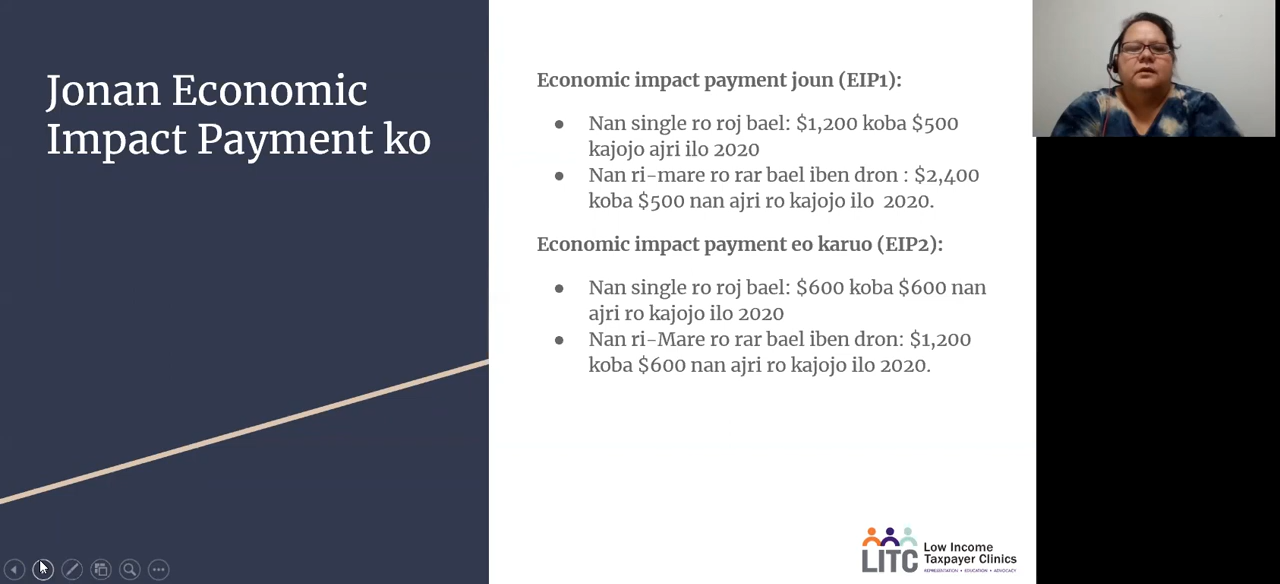 Jonan Economic
Impact Payment ko
Economic impact payment joun (EIP1):
● Nan single ro roj bael: $1,200 koba $500
kajojo ajri ilo 2020
● Nan ri-mare ro rar bael iben dron : $2,400
koba $500 nan ajri ro kajojo ilo 2020.
Economic impact payment eo karuo (EIP2):
● Nan single ro roj bael: $600 koba $600 nan
ajri ro kajojo ilo 2020
● Nan ri-Mare ro rar bael iben dron: $1,200
koba $600 nan ajri ro kajojo ilo 2020.
LITC
Low Income
Taxpayer Clinics
REPRESENTATION • EDUCATION • ADVOCACY